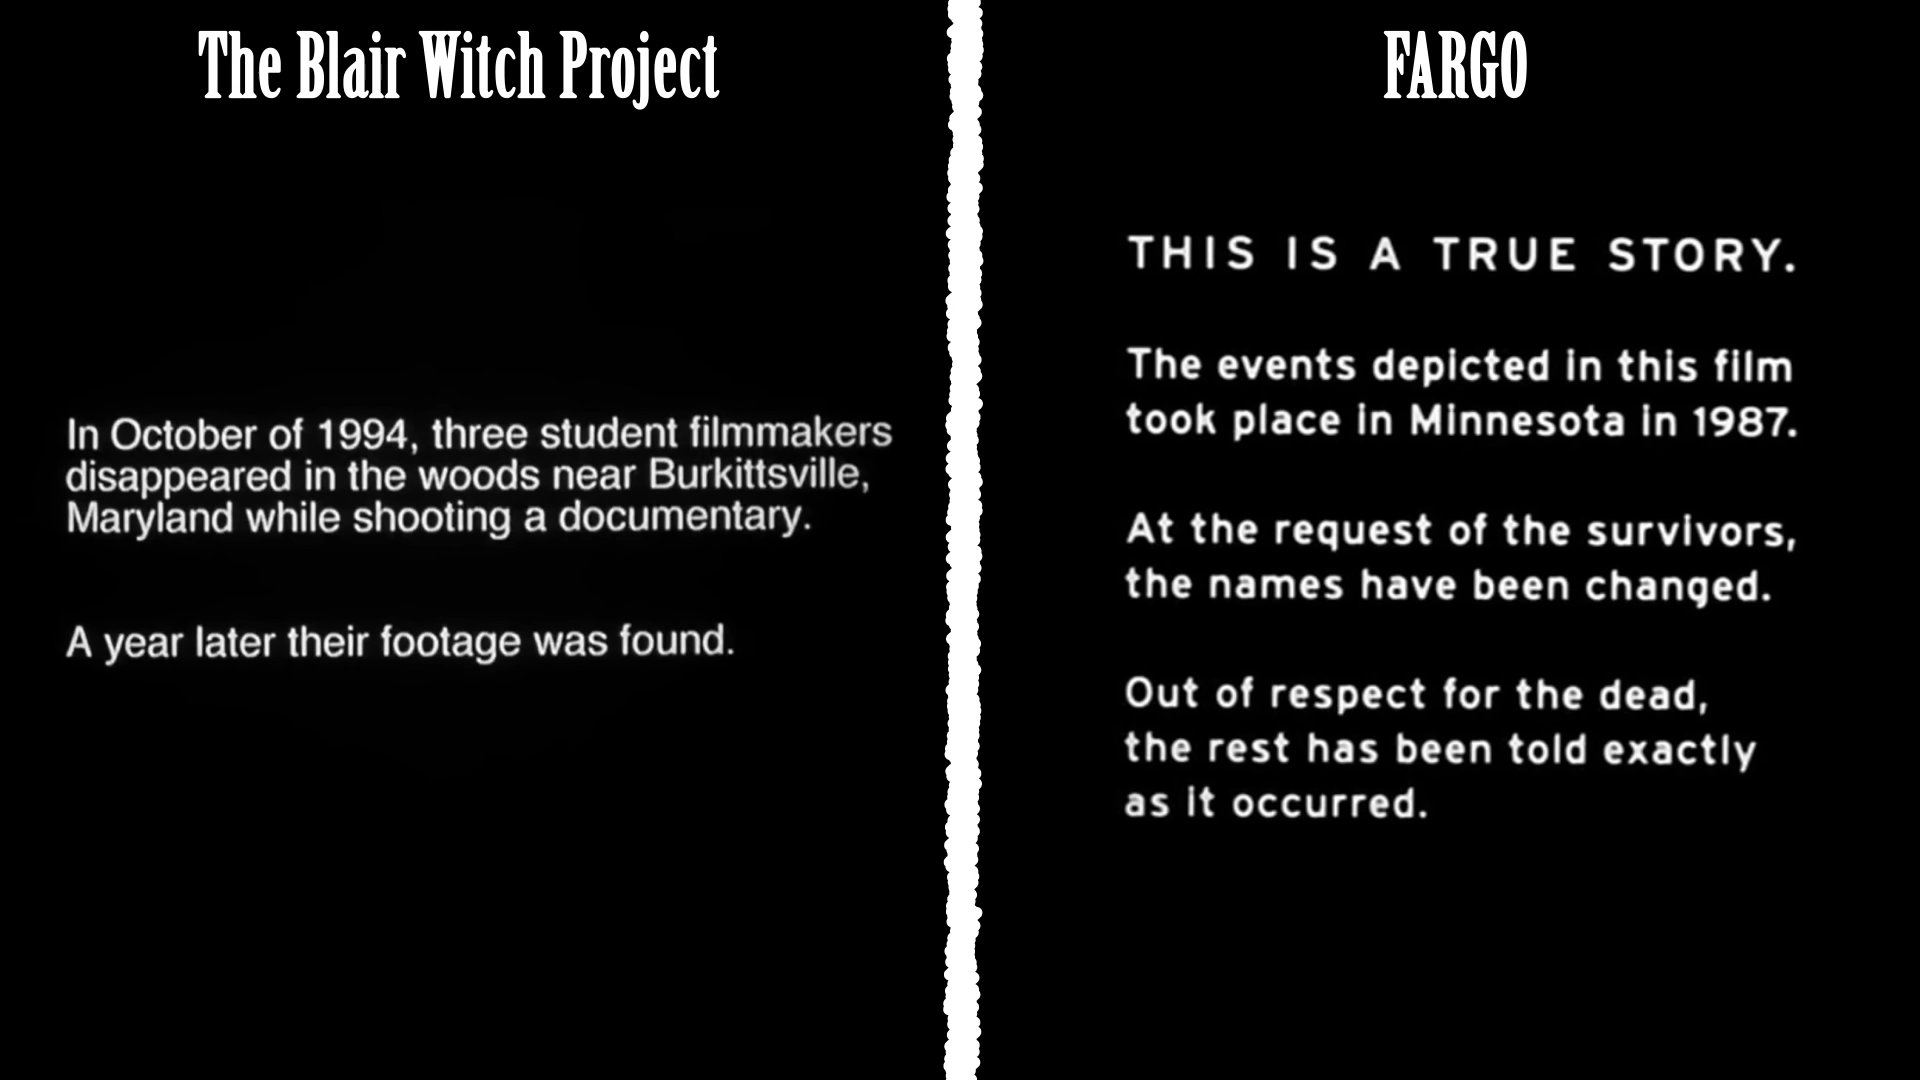 The Blair Witch Project
In October of 1994, three student filmmakers
disappeared in the woods near Burkittsville,
Maryland while shooting a documentary.
A year later their footage was found.
FARGO
THIS IS A TRUE STORY.
The events depicted in this film
took place in Minnesota in 1987.
At the request of the survivors,
the names have been changed.
Out of respect for the dead,
the rest has been told exactly
as it occurred.